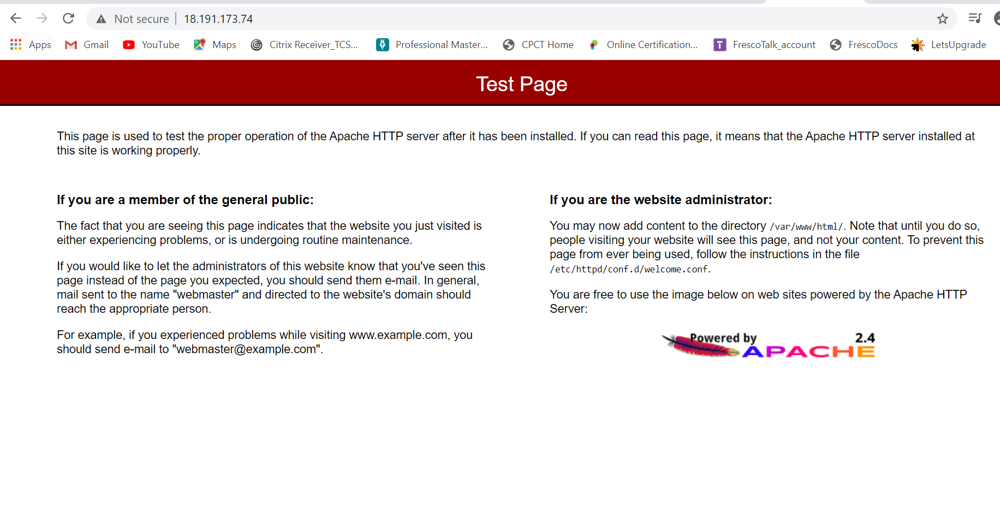 Not secure 18.191.173.74
Apps Gmail YouTube Maps Citrix Receiver_TCS... Professional Master... CPCT Home Online Certification... T FrescoTalk_account FrescoDocs LetsUpgrade
Test Page
This page is used to test the proper operation of the Apache HTTP server after it has been installed. If you can read this page, it means that the Apache HTTP server installed at
this site is working properly.
If you are a member of the general public:
The fact that you are seeing this page indicates that the website you just visited is
either experiencing problems, or is undergoing routine maintenance.
If you would like to let the administrators of this website know that you've seen this
page instead of the page you expected, you should send them e-mail. In general,
mail sent to the name "webmaster" and directed to the website's domain should
reach the appropriate person.
For example, if you experienced problems while visiting www.example.com, you
should send e-mail to "webmaster@example.com".
If you are the website administrator:
You may now add content to the directory /var/www/html/. Note that until you do so,
people visiting your website will see this page, and not your content. To prevent this
page from ever being used, follow the instructions in the file
/etc/httpd/conf.d/welcome.conf.
You are free to use the image below on web sites powered by the Apache HTTP
Server:
Powered by 2.4
APACHE